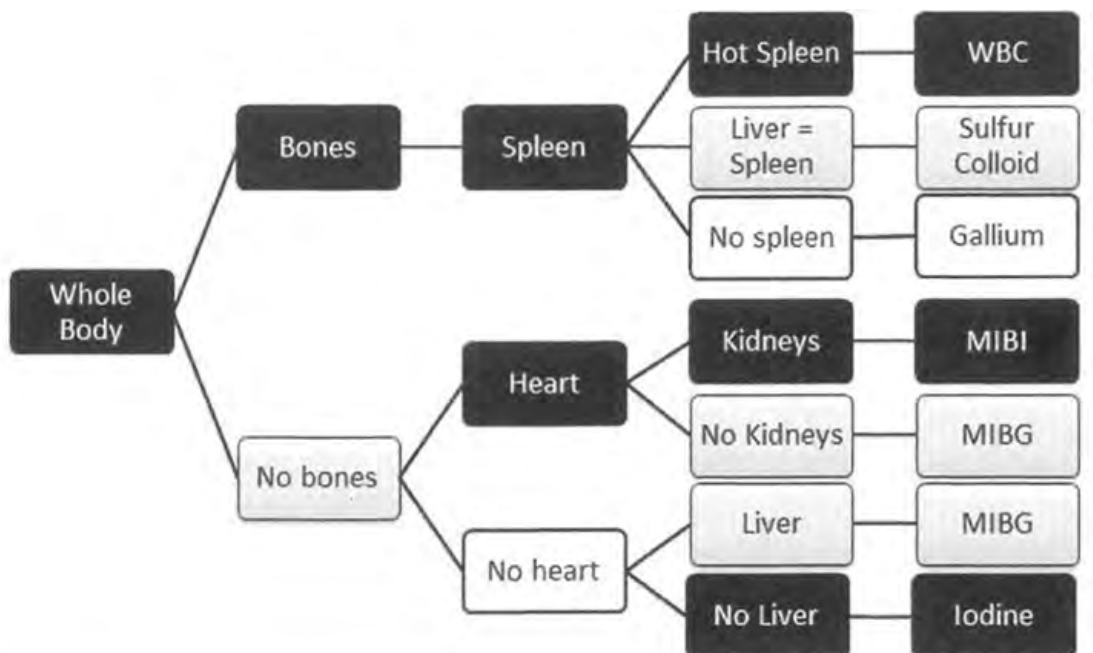 Hot Spleen
WBC
Bones
Spleen
Liver =
Spleen
Sulfur
Colloid
No spleen
Gallium
Whole
Body
Kidneys
MIBI
Heart
No Kidneys
MIBG
No bones
Liver
MIBG
No heart
No Liver
Iodine